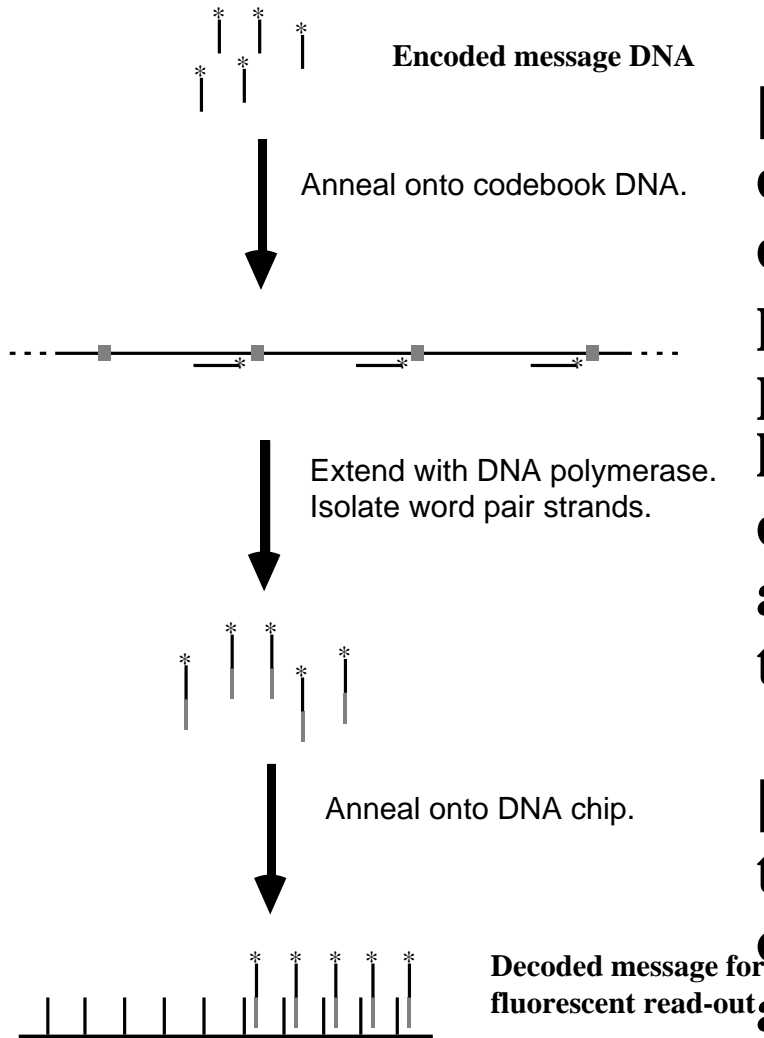 Encoded message DNA
Anneal onto codebook DNA.
Extend with DNA polymerase.
Isolate word pair strands.
Anneal onto DNA chip.
Decoded message for
fluorescent read-out